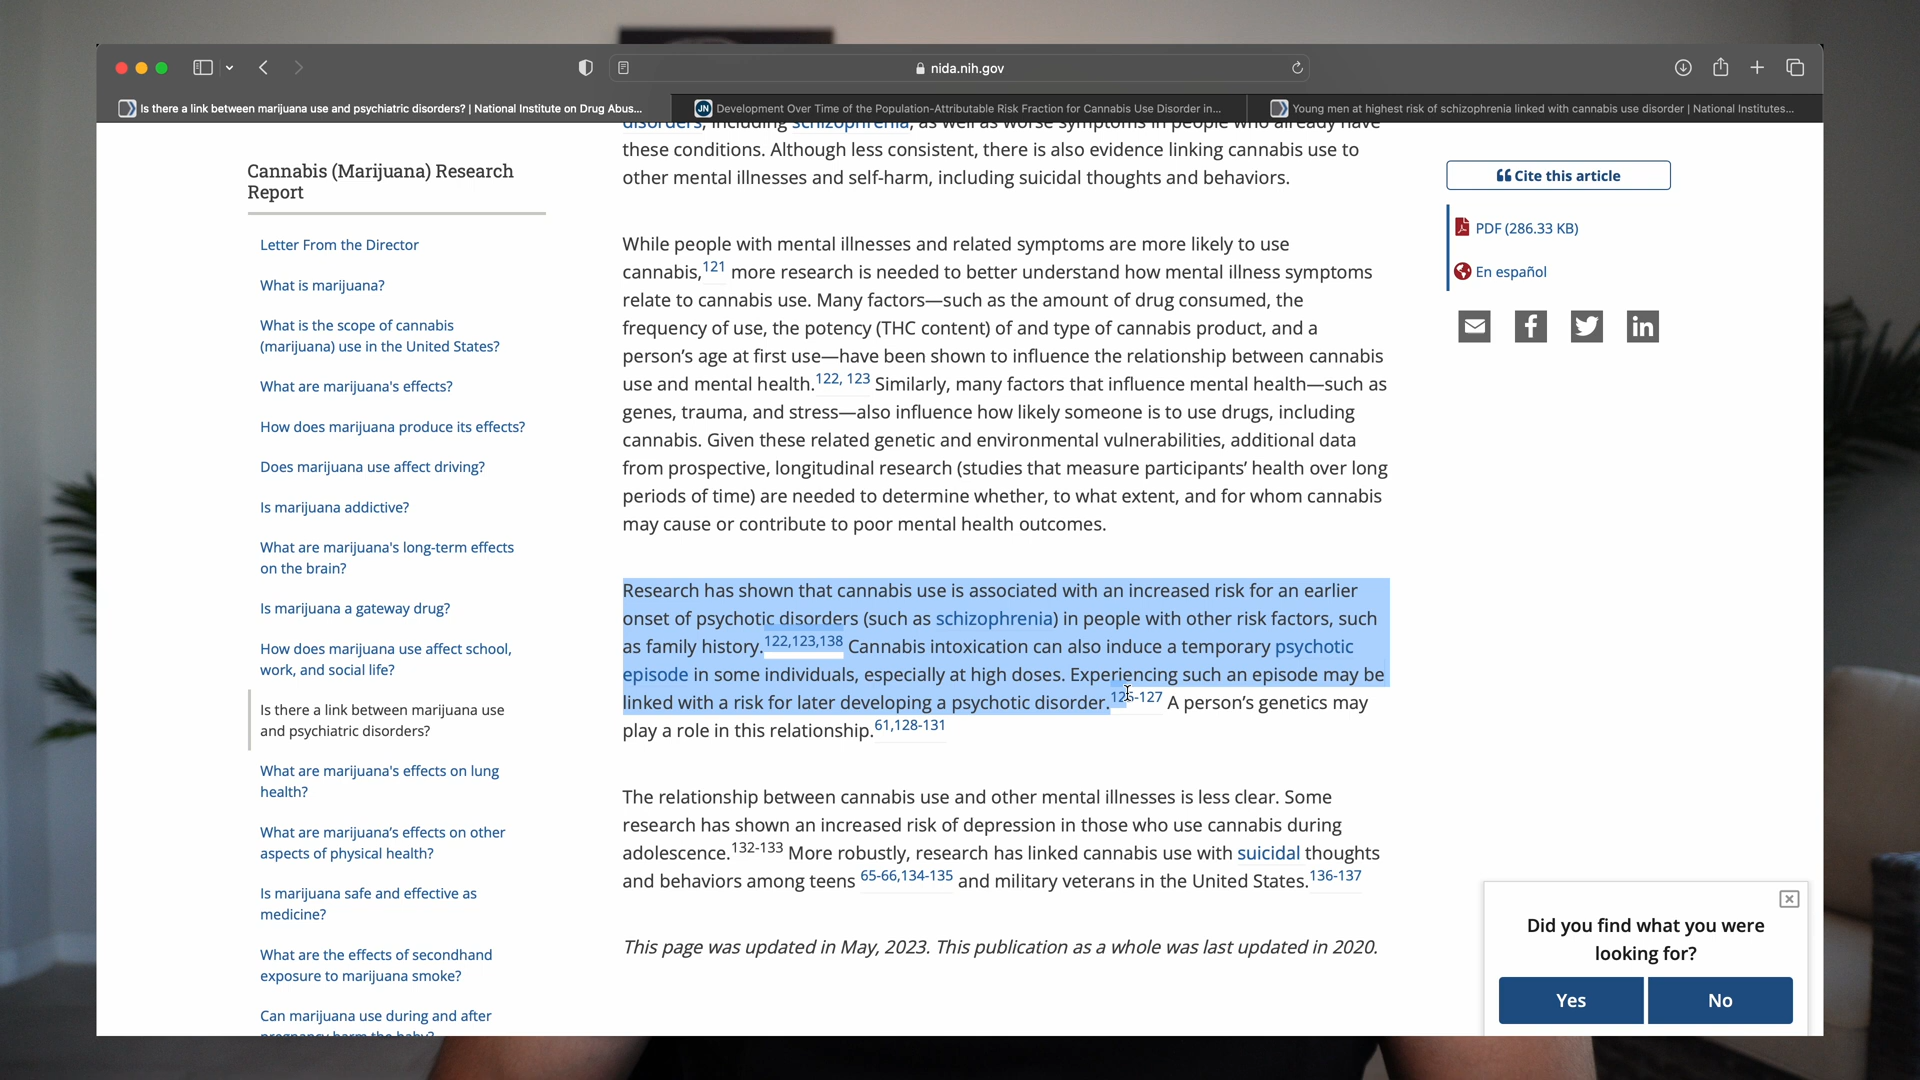 nida.nih.gov
Is there a link between marijuana use and psychiatric disorders? | National Institute on Drug Abus...
Development Over Time of the Population-Attributable Risk Fraction for Cannabis Use Disorder in...
Young men at highest risk of schizophrenia linked with cannabis use disorder | National Institutes...
JN
Cannabis (Marijuana) Research
Report
Letter From the Director
What is marijuana?
What is the scope of cannabis
(marijuana) use in the United States?
What are marijuana's effects?
How does marijuana produce its effects?
Does marijuana use affect driving?
Is marijuana addictive?
What are marijuana's long-term effects
on the brain?
Is marijuana a gateway drug?
How does marijuana use affect school,
work, and social life?
Is there a link between marijuana use
and psychiatric disorders?
What are marijuana's effects on lung
health?
What are marijuana’s effects on other
aspects of physical health?
Is marijuana safe and effective as
medicine?
What are the effects of secondhand
exposure to marijuana smoke?
Can marijuana use during and after
pregnancy harm the baby?
disorders, including schizophrenia, as well as worse symptoms in people who already have
these conditions. Although less consistent, there is also evidence linking cannabis use to
other mental illnesses and self-harm, including suicidal thoughts and behaviors.
While people with mental illnesses and related symptoms are more likely to use
cannabis,121 more research is needed to better understand how mental illness symptoms
relate to cannabis use. Many factors—such as the amount of drug consumed, the
frequency of use, the potency (THC content) of and type of cannabis product, and a
person’s age at first use—have been shown to influence the relationship between cannabis
use and mental health.122, 123 Similarly, many factors that influence mental health—such as
genes, trauma, and stress—also influence how likely someone is to use drugs, including
cannabis. Given these related genetic and environmental vulnerabilities, additional data
from prospective, longitudinal research (studies that measure participants’ health over long
periods of time) are needed to determine whether, to what extent, and for whom cannabis
may cause or contribute to poor mental health outcomes.
Research has shown that cannabis use is associated with an increased risk for an earlier
onset of psychotic disorders (such as schizophrenia) in people with other risk factors, such
as family history.122,123,138 Cannabis intoxication can also induce a temporary psychotic
episode in some individuals, especially at high doses. Experiencing such an episode may be
linked with a risk for later developing a psychotic disorder. A person’s genetics may
play a role in this relationship.61,128-131
The relationship between cannabis use and other mental illnesses is less clear. Some
research has shown an increased risk of depression in those who use cannabis during
adolescence.132-133 More robustly, research has linked cannabis use with suicidal thoughts
and behaviors among teens 65-66,134-135 and military veterans in the United States.136-137
This page was updated in May, 2023. This publication as a whole was last updated in 2020.
Cite this article
PDF (286.33 KB)
En español
Did you find what you were
looking for?
Yes
No